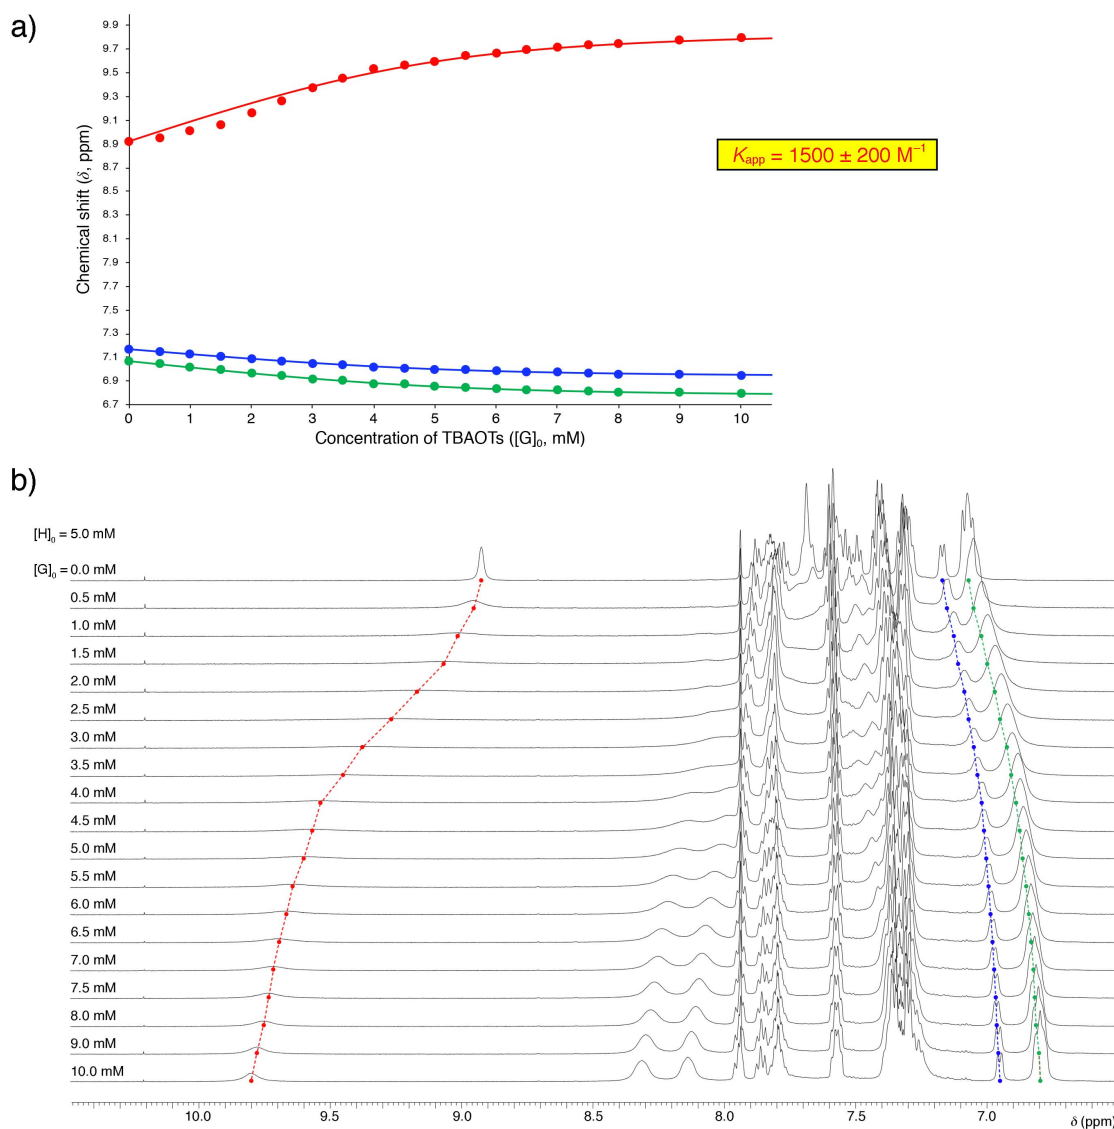 a)
9.9
9.7
9.5
9.3
9.1
8.9
8.7
8.5
8.3
8.1
7.9
7.7
7.5
7.3
7.1
6.9
6.7
Chemical shift (δ, ppm)
Kapp = 1500 ± 200 M−1
0 1 2 3 4 5 6 7 8 9 10
Concentration of TBAOTs ([G]0, mM)
b)
[H]0 = 5.0 mM
[G]0 = 0.0 mM
0.5 mM
1.0 mM
1.5 mM
2.0 mM
2.5 mM
3.0 mM
3.5 mM
4.0 mM
4.5 mM
5.0 mM
5.5 mM
6.0 mM
6.5 mM
7.0 mM
7.5 mM
8.0 mM
9.0 mM
10.0 mM
10.0 9.5 9.0 8.5 8.0 7.5 7.0 δ (ppm)